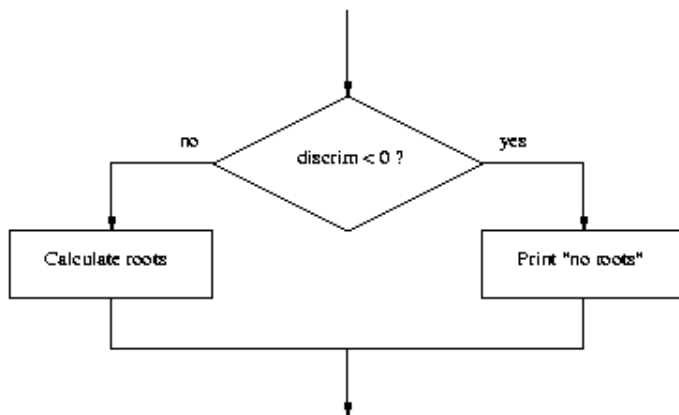 no
discrim < 0 ?
yes
Calculate roots
Print "no roots"